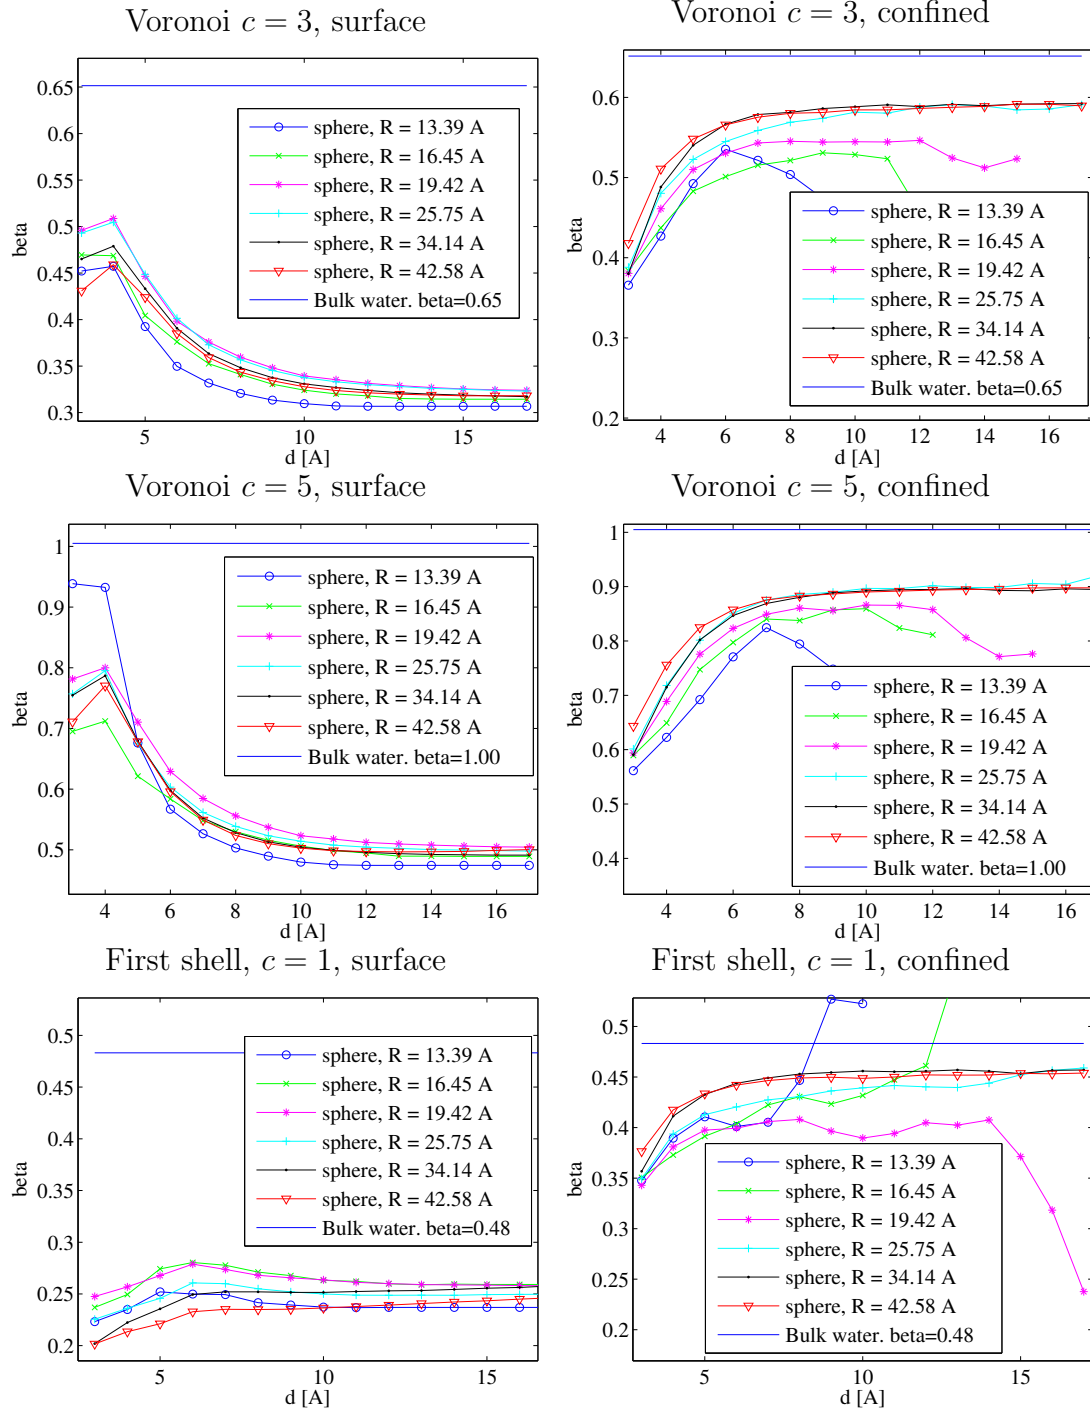 Voronoi c = 3, surface
0.65
0.6
0.55
0.5
0.45
0.4
0.35
0.3
beta
5
10
15
d [A]
sphere, R = 13.39 A
sphere, R = 16.45 A
sphere, R = 19.42 A
sphere, R = 25.75 A
sphere, R = 34.14 A
sphere, R = 42.58 A
Bulk water. beta=0.65
Voronoi c = 3, confined
0.6
0.5
0.4
0.3
0.2
beta
4
6
8
10
12
14
16
d [A]
sphere, R = 13.39 A
sphere, R = 16.45 A
sphere, R = 19.42 A
sphere, R = 25.75 A
sphere, R = 34.14 A
sphere, R = 42.58 A
Bulk water. beta=0.65
Voronoi c = 5, surface
1
0.9
0.8
0.7
0.6
0.5
beta
4
6
8
10
12
14
16
d [A]
sphere, R = 13.39 A
sphere, R = 16.45 A
sphere, R = 19.42 A
sphere, R = 25.75 A
sphere, R = 34.14 A
sphere, R = 42.58 A
Bulk water. beta=1.00
Voronoi c = 5, confined
1
0.9
0.8
0.7
0.6
0.5
0.4
beta
4
6
8
10
12
14
16
d [A]
sphere, R = 13.39 A
sphere, R = 16.45 A
sphere, R = 19.42 A
sphere, R = 25.75 A
sphere, R = 34.14 A
sphere, R = 42.58 A
Bulk water. beta=1.00
First shell, c = 1, surface
0.5
0.45
0.4
0.35
0.3
0.25
0.2
beta
5
10
15
d [A]
sphere, R = 13.39 A
sphere, R = 16.45 A
sphere, R = 19.42 A
sphere, R = 25.75 A
sphere, R = 34.14 A
sphere, R = 42.58 A
Bulk water. beta=0.48
First shell, c = 1, confined
0.5
0.45
0.4
0.35
0.3
0.25
0.2
beta
5
10
15
d [A]
sphere, R = 13.39 A
sphere, R = 16.45 A
sphere, R = 19.42 A
sphere, R = 25.75 A
sphere, R = 34.14 A
sphere, R = 42.58 A
Bulk water. beta=0.48